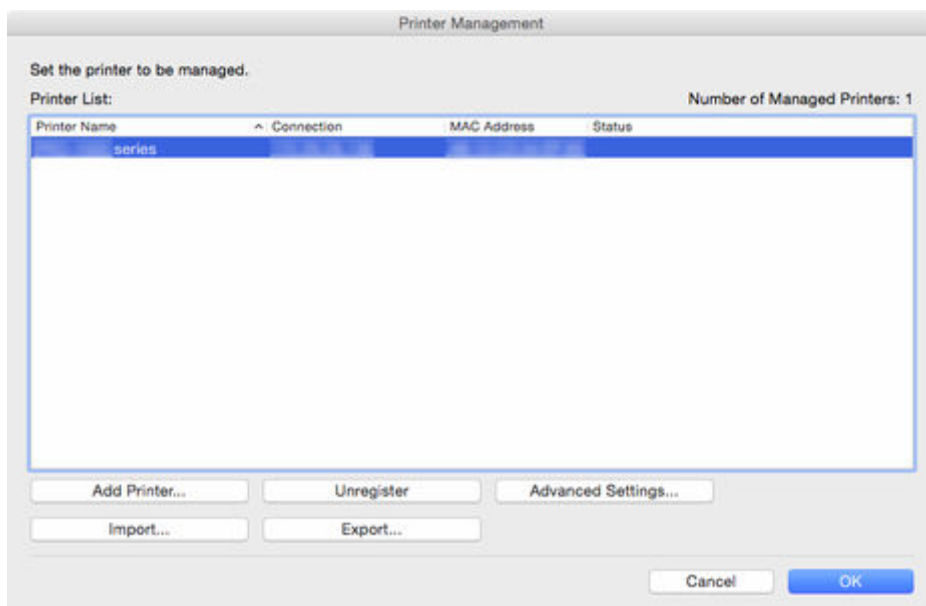 Printer Management
Set the printer to be managed.
Printer List: Number of Managed Printers: 1
Printer Name Connection MAC Address Status
series
Add Printer... Unregister Advanced Settings...
Import... Export...
Cancel OK